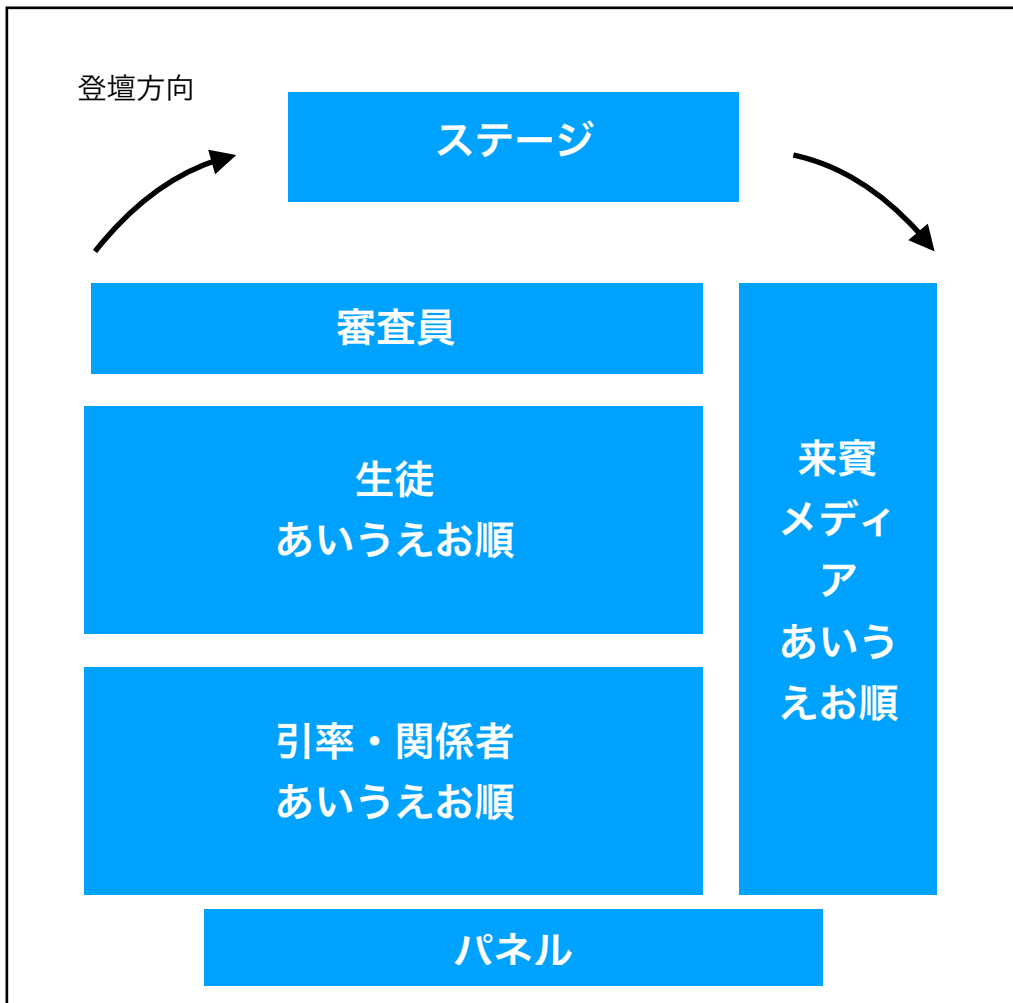 登壇方向
ステージ
審査員
生徒
あいうえお順
来賓
メディ
ア
あいう
えお順
引率・関係者
あいうえお順
パネル